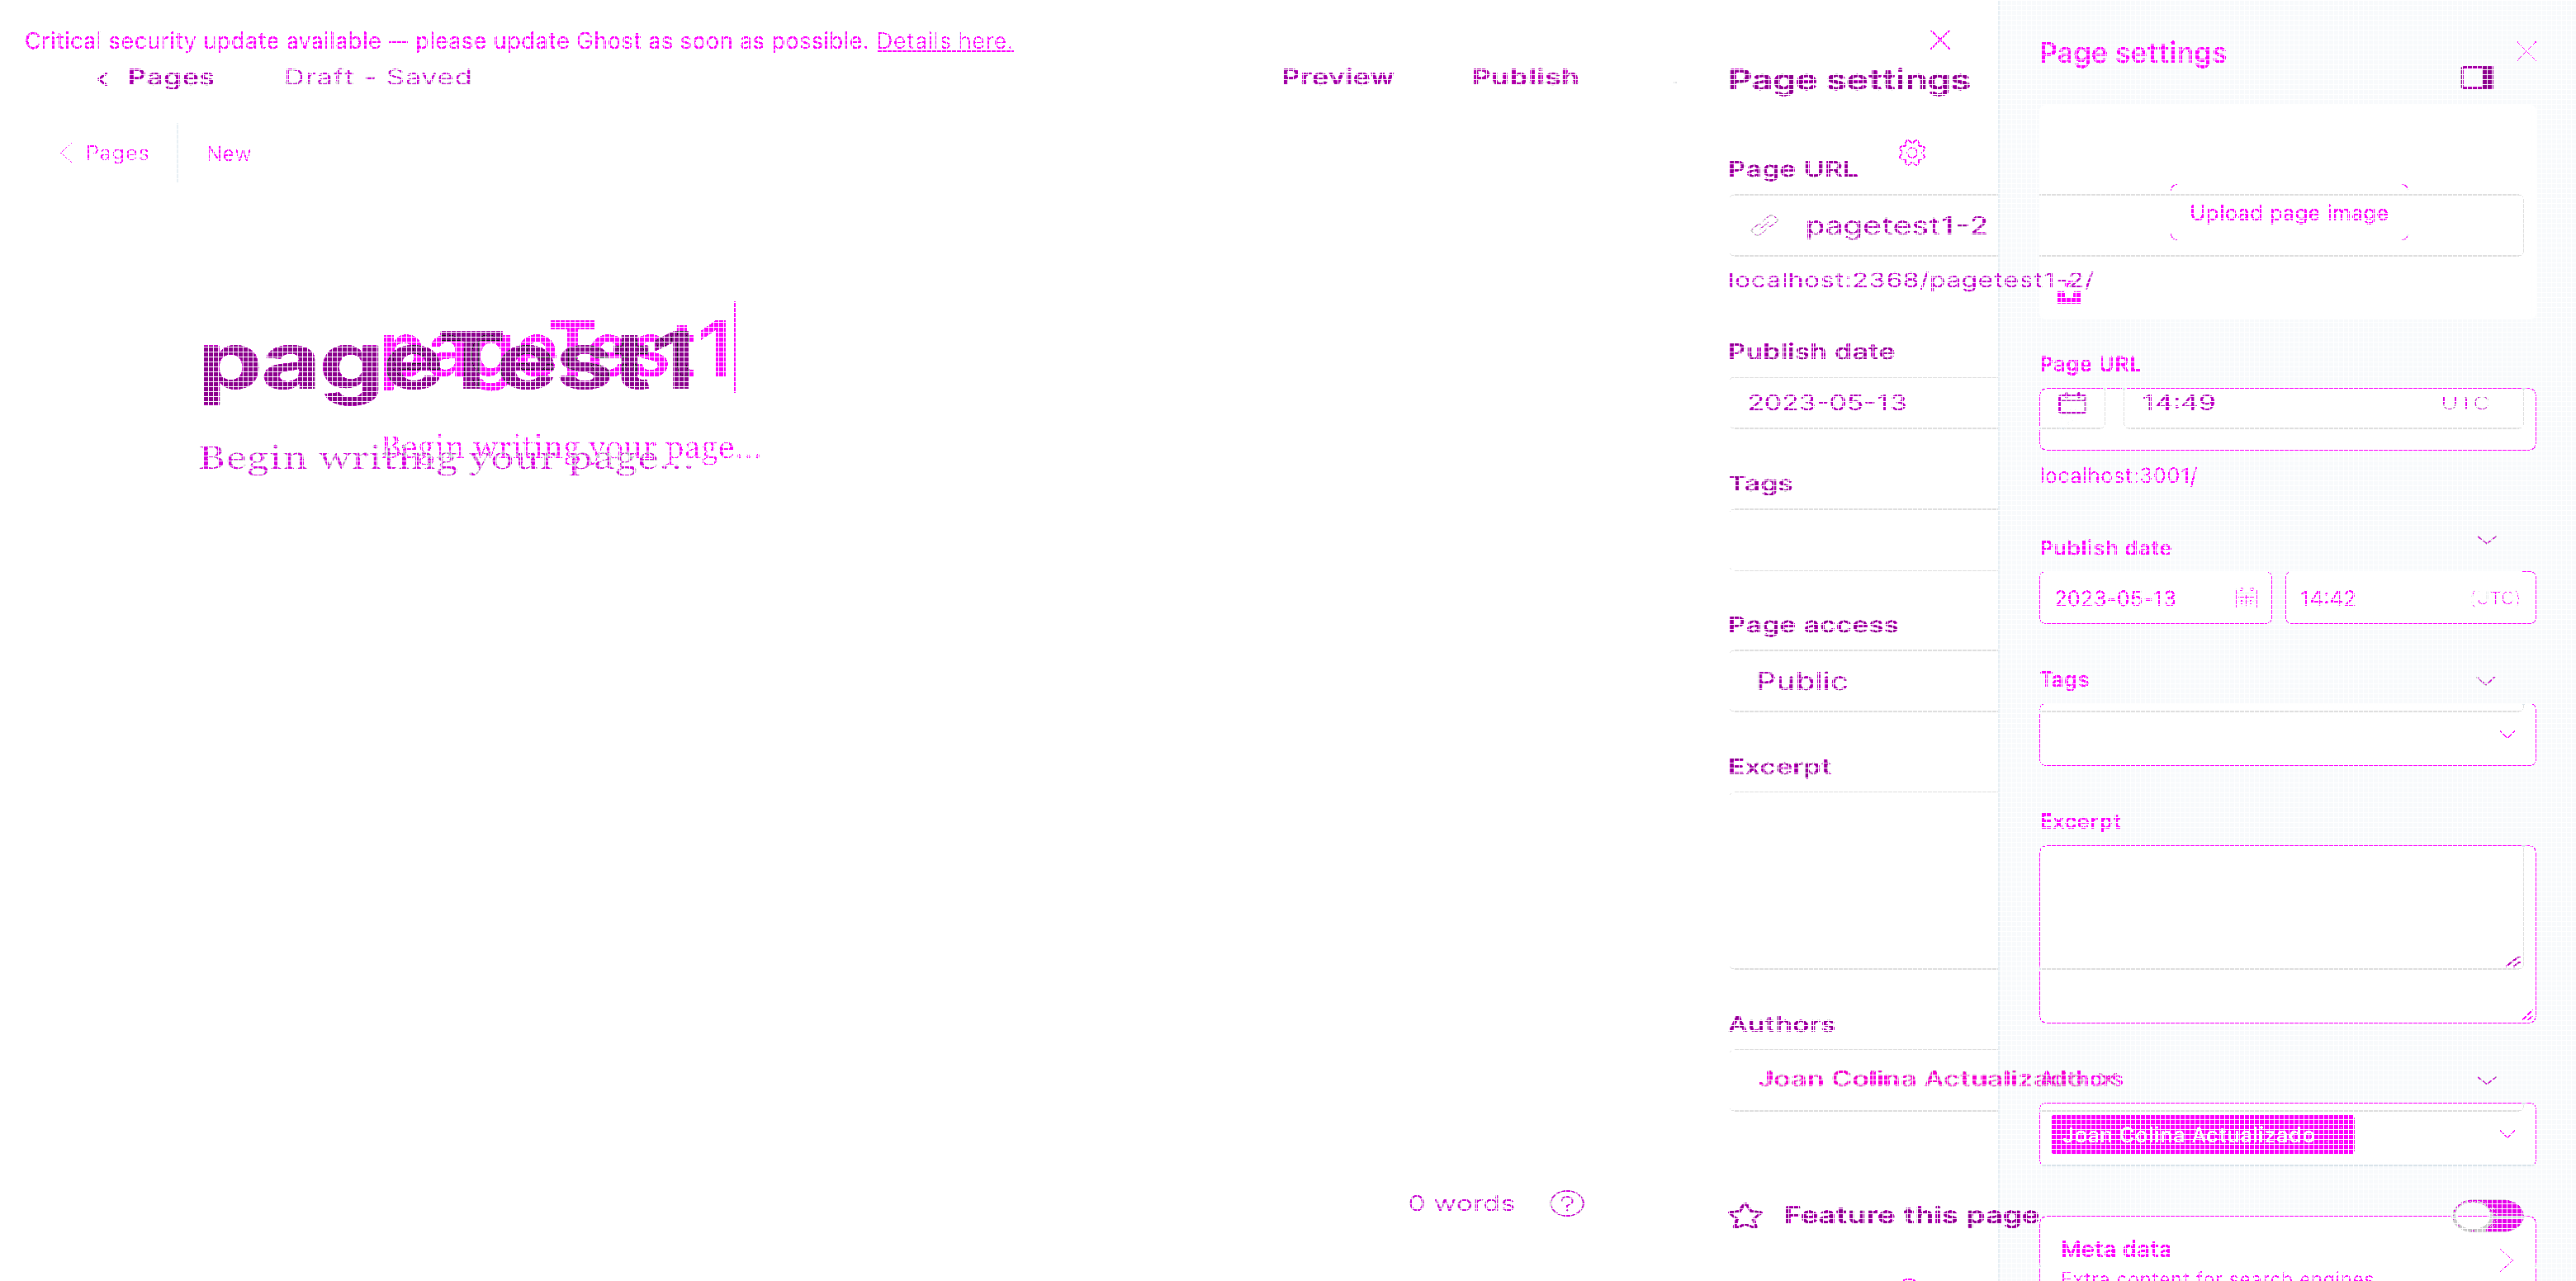 Critical security update available — please update Ghost as soon as possible. Details here.
Pages
Draft - Saved
Preview
Publish
Pages
New
pageTest1
pageTest1
Begin writing your page...
Begin writing your page...
0 words
Page settings
Page URL
pagetest1-2
localhost:2368/pagetest1-2/
Publish date
2023-05-13
14:49
UTC
Tags
Page access
Public
Excerpt
Authors
Joan Colina Actualizado
Feature this page
Page settings
Upload page image
Page URL
localhost:3001/
Publish date
2023-05-13
14:42
(UTC)
Tags
Excerpt
Authors
Joan Colina Actualizado
Meta data
Extra content for search engines